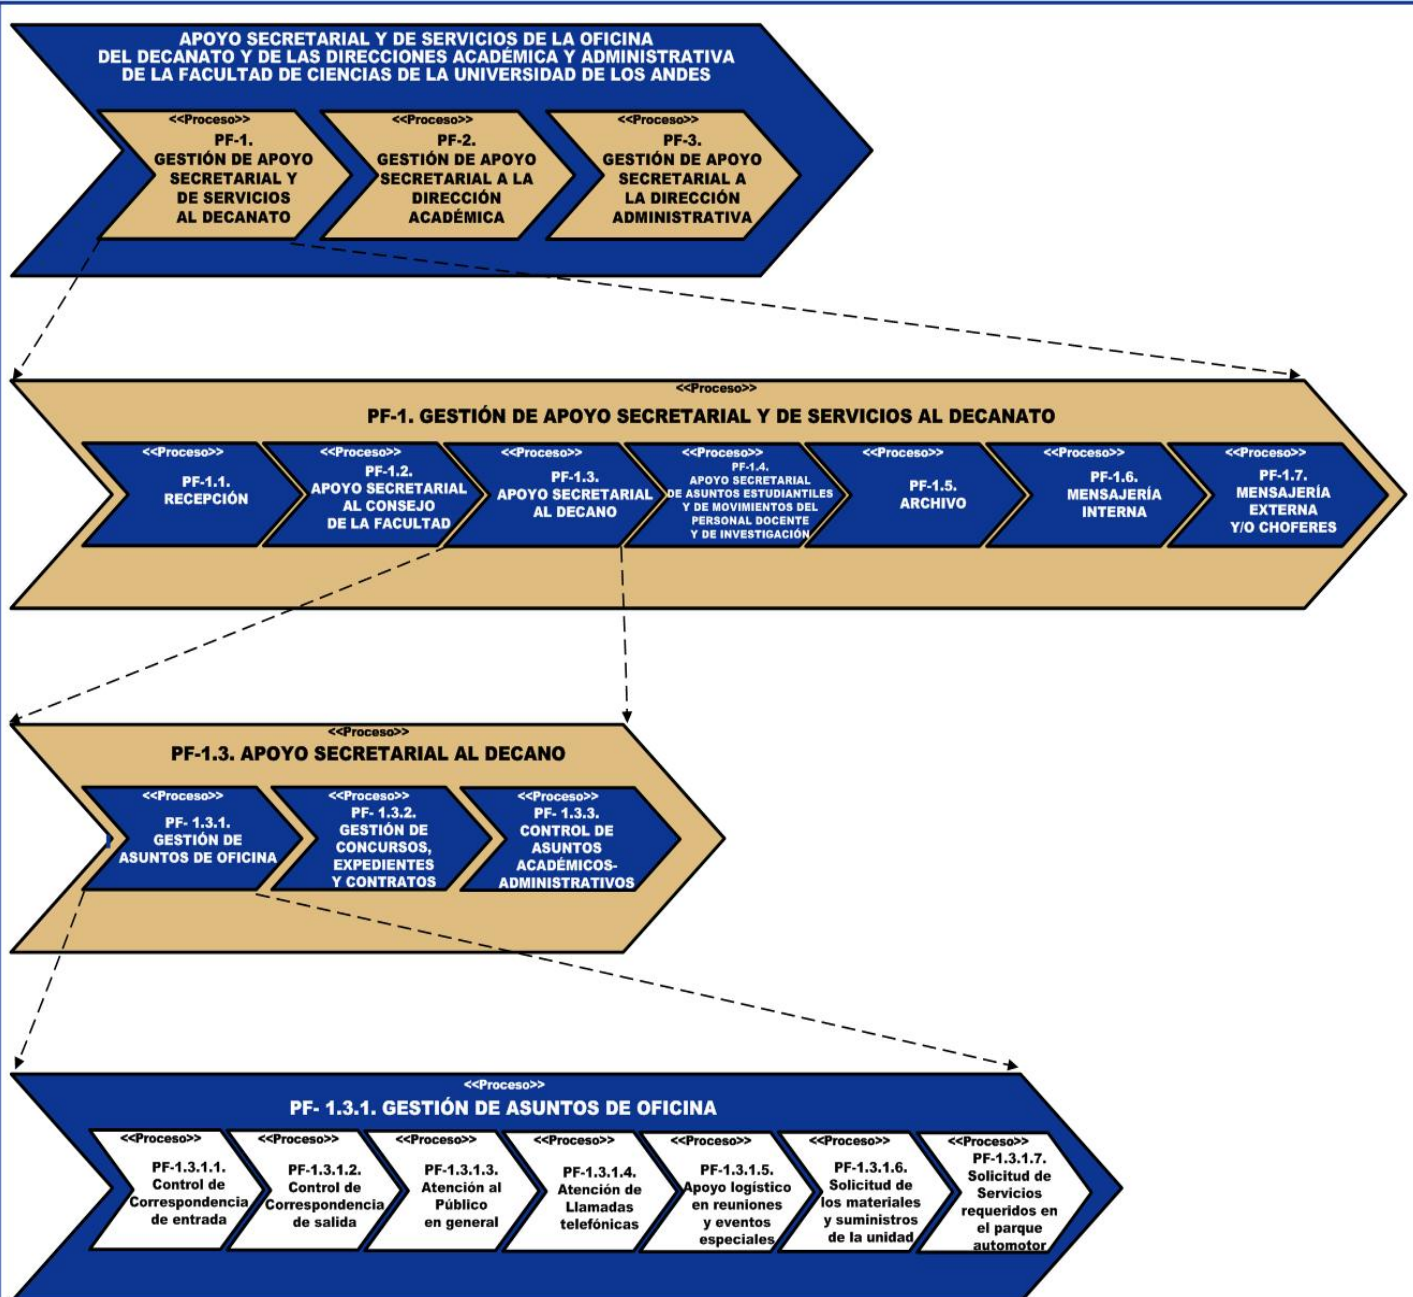 APOYO SECRETARIAL Y DE SERVICIOS DE LA OFICINA
DEL DECANATO Y DE LAS DIRECCIONES ACADÉMICA Y ADMINISTRATIVA
DE LA FACULTAD DE CIENCIAS DE LA UNIVERSIDAD DE LOS ANDES
<<Proceso>>
PF-1.
GESTIÓN DE APOYO
SECRETARIAL Y
DE SERVICIOS
AL DECANATO
<<Proceso>>
PF-2.
GESTIÓN DE APOYO
SECRETARIAL A LA
DIRECCIÓN
ACADÉMICA
<<Proceso>>
PF-3.
GESTIÓN DE APOYO
SECRETARIAL A
LA DIRECCIÓN
ADMINISTRATIVA
<<Proceso>>
PF-1. GESTIÓN DE APOYO SECRETARIAL Y DE SERVICIOS AL DECANATO
<<Proceso>>
PF-1.1.
RECEPCIÓN
<<Proceso>>
PF-1.2.
APOYO SECRETARIAL
AL CONSEJO
DE LA FACULTAD
<<Proceso>>
PF-1.3.
APOYO SECRETARIAL
AL DECANO
<<Proceso>>
PF-1.4.
APOYO SECRETARIAL
DE ASUNTOS ESTUDIANTILES
Y DE MOVIMIENTOS DEL
PERSONAL DOCENTE
Y DE INVESTIGACIÓN
<<Proceso>>
PF-1.5.
ARCHIVO
<<Proceso>>
PF-1.6.
MENSAJERÍA
INTERNA
<<Proceso>>
PF-1.7.
MENSAJERÍA
EXTERNA
Y/O CHOFERES
<<Proceso>>
PF-1.3. APOYO SECRETARIAL AL DECANO
<<Proceso>>
PF- 1.3.1.
GESTIÓN DE
ASUNTOS DE OFICINA
<<Proceso>>
PF- 1.3.2.
GESTIÓN DE
CONCURSOS,
EXPEDIENTES
Y CONTRATOS
<<Proceso>>
PF- 1.3.3.
CONTROL DE
ASUNTOS
ACADÉMICOS-
ADMINISTRATIVOS
<<Proceso>>
PF- 1.3.1. GESTIÓN DE ASUNTOS DE OFICINA
<<Proceso>>
PF-1.3.1.1.
Control de
Correspondencia
de entrada
<<Proceso>>
PF-1.3.1.2.
Control de
Correspondencia
de salida
<<Proceso>>
PF-1.3.1.3.
Atención al
Público
en general
<<Proceso>>
PF-1.3.1.4.
Atención de
Llamadas
telefónicas
<<Proceso>>
PF-1.3.1.5.
Apoyo logístico
en reuniones
y eventos
especiales
<<Proceso>>
PF-1.3.1.6.
Solicitud de
los materiales
y suministros
de la unidad
<<Proceso>>
PF-1.3.1.7.
Solicitud de
Servicios
requeridos en
el parque
automotor